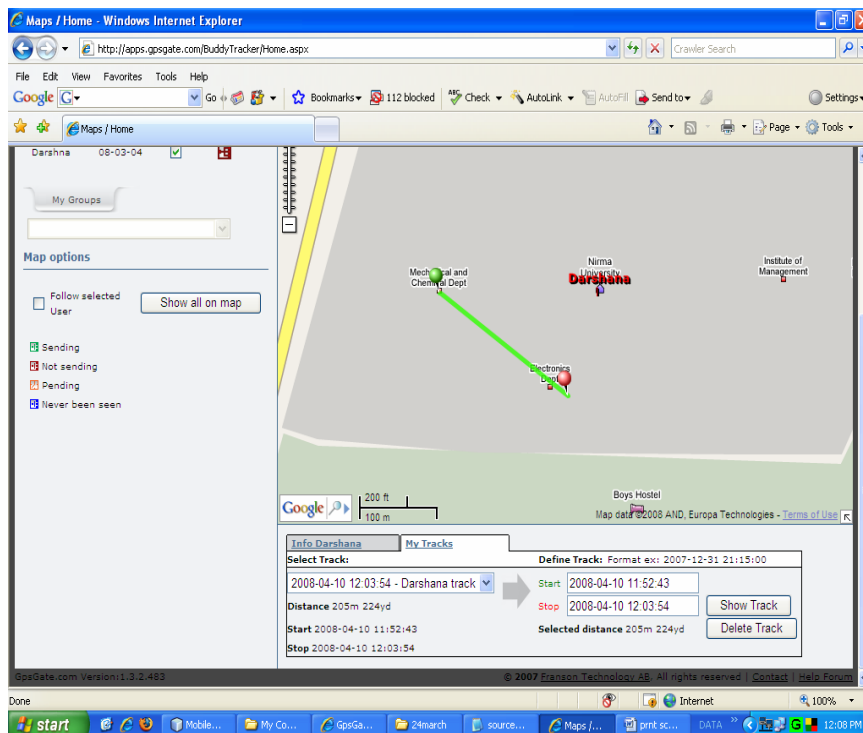 Maps / Home - Windows Internet Explorer
http://apps.gpsgate.com/BuddyTracker/Home.aspx
Crawler Search
File Edit View Favorites Tools Help
Google G Go Bookmarks 112 blocked ABC Check AutoLink AutoFill Send to Settings
Maps / Home Page Tools
Darshna 08-03-04
My Groups
Map options
Follow selected User
Show all on map
Sending
Not sending
Pending
Never been seen
Mechanical and
Chemical Dept
Nirma
University
Darshana
Institute of
Management
Electronics
Dept
Boys Hostel
Google
200 ft
100 m
Map data ©2008 AND, Europa Technologies - Terms of Use
Info Darshana My Tracks
Select Track: Define Track: Format ex: 2007-12-31 21:15:00
2008-04-10 12:03:54 - Darshana track Start 2008-04-10 11:52:43
Distance 205m 224yd Stop 2008-04-10 12:03:54 Show Track
Start 2008-04-10 11:52:43 Selected distance 205m 224yd Delete Track
Stop 2008-04-10 12:03:54
GpsGate.com Version:1.3.2.483 © 2007 Franson Technology AB. All rights reserved | Contact | Help Forum
Done Internet 100%
start Mobile... My Co... GpsGa... 24march source... Maps /... prnt sc... DATA » G 12:08 PM